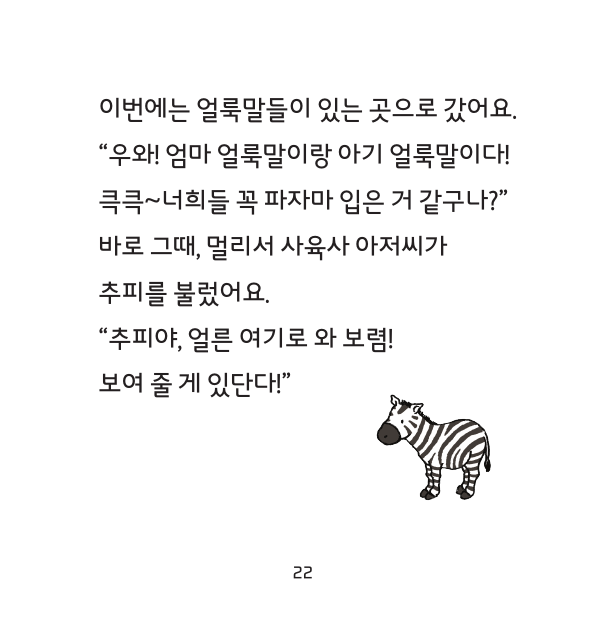 이번에는 얼룩말들이 있는 곳으로 갔어요.
“우와! 엄마 얼룩말이랑 아기 얼룩말이다!
큭큭~너희들 꼭 파자마 입은 거 같구나?”
바로 그때, 멀리서 사육사 아저씨가
추피를 불렀어요.
“추피야, 얼른 여기로 와 보렴!
보여 줄 게 있단다!”
22